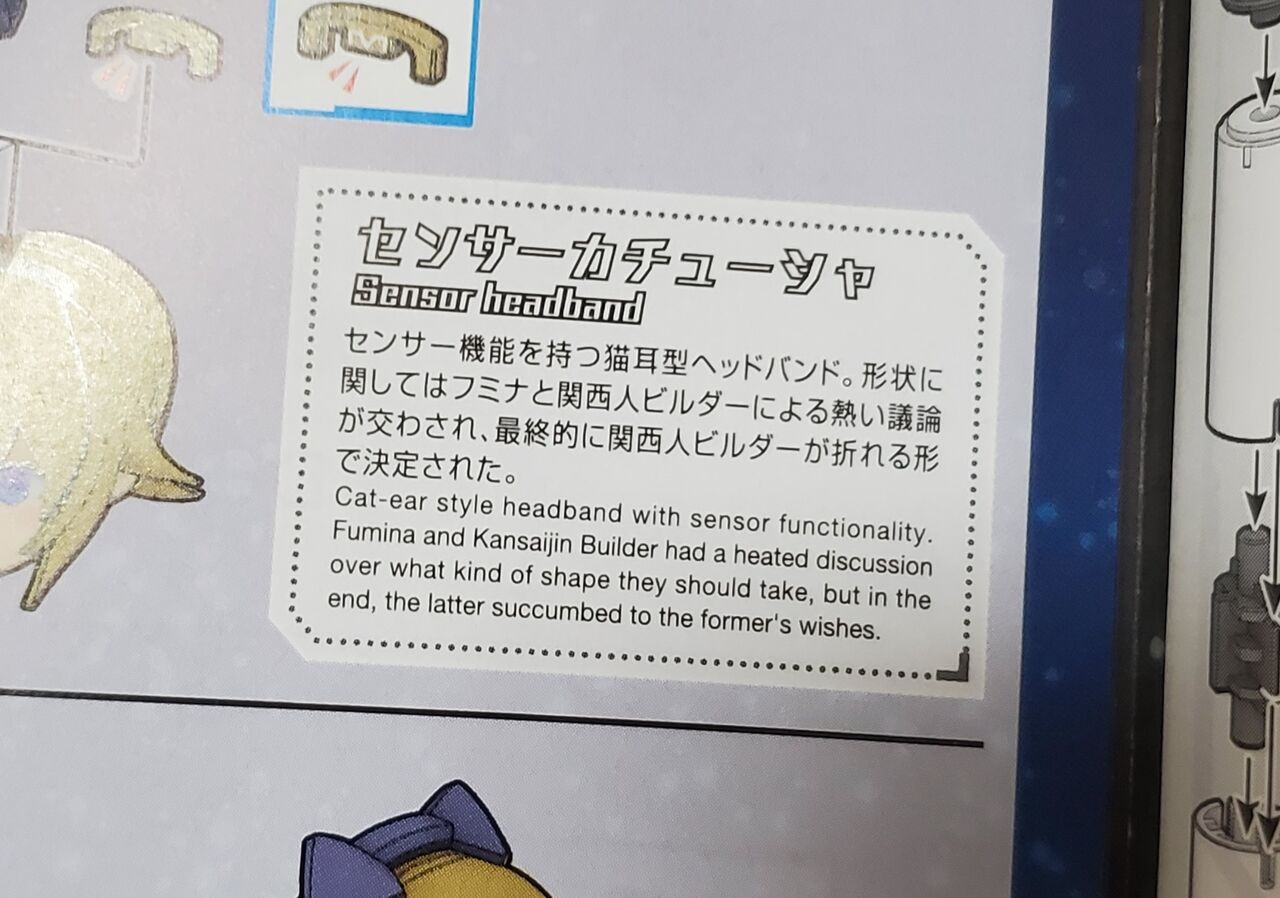 センサーカチューシャ
Sensor headband
センサー機能を持つ猫耳型ヘッドバンド。形状に
関してはフミナと関西人ビルダーによる熱い議論
が交わされ、最終的に関西人ビルダーが折れる形
で決定された。
Cat-ear style headband with sensor functionality.
Fumina and Kansaijin Builder had a heated discussion
over what kind of shape they should take, but in the
end, the latter succumbed to the former's wishes.